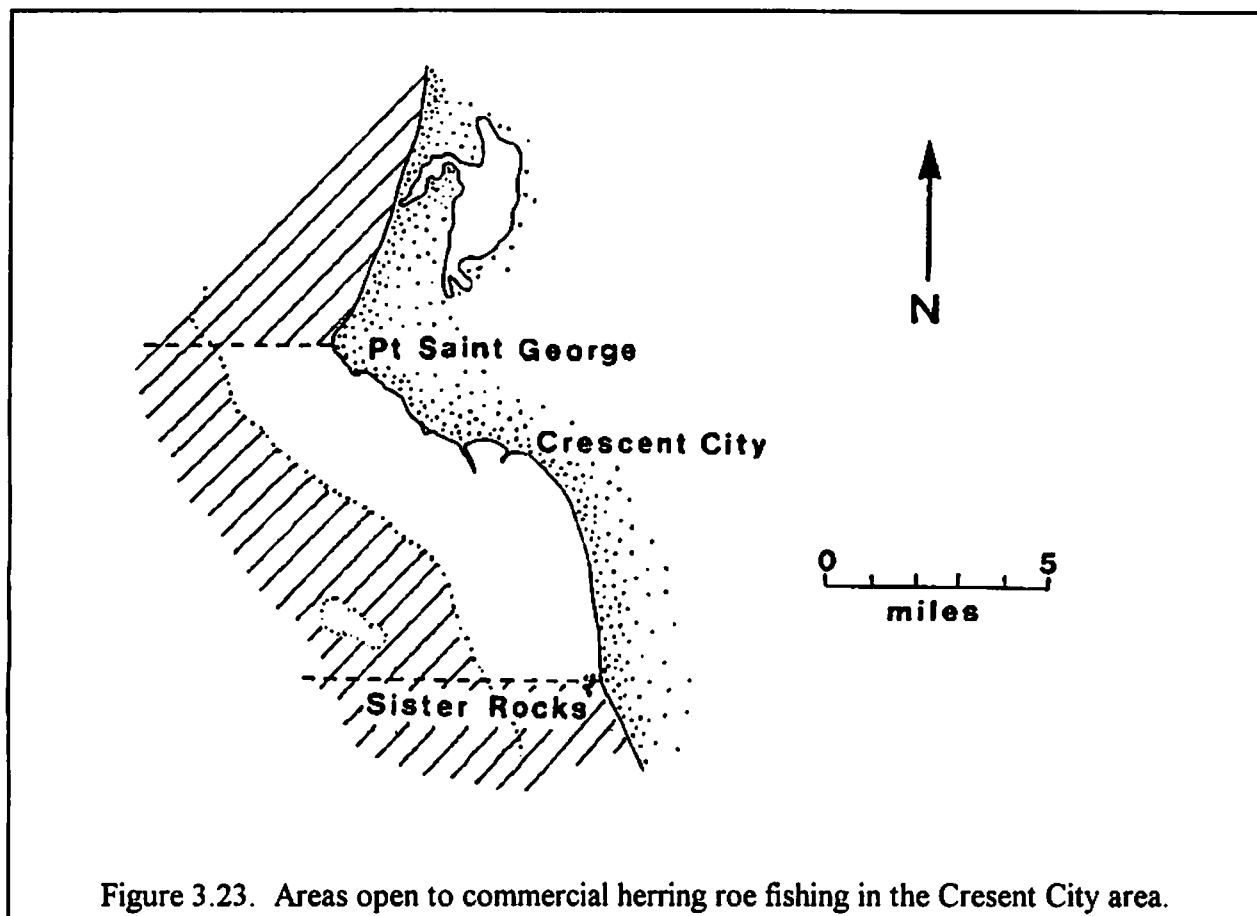 N
Pt Saint George
Crescent City
0 5
miles
Sister Rocks
Figure 3.23. Areas open to commercial herring roe fishing in the Cresent City area.